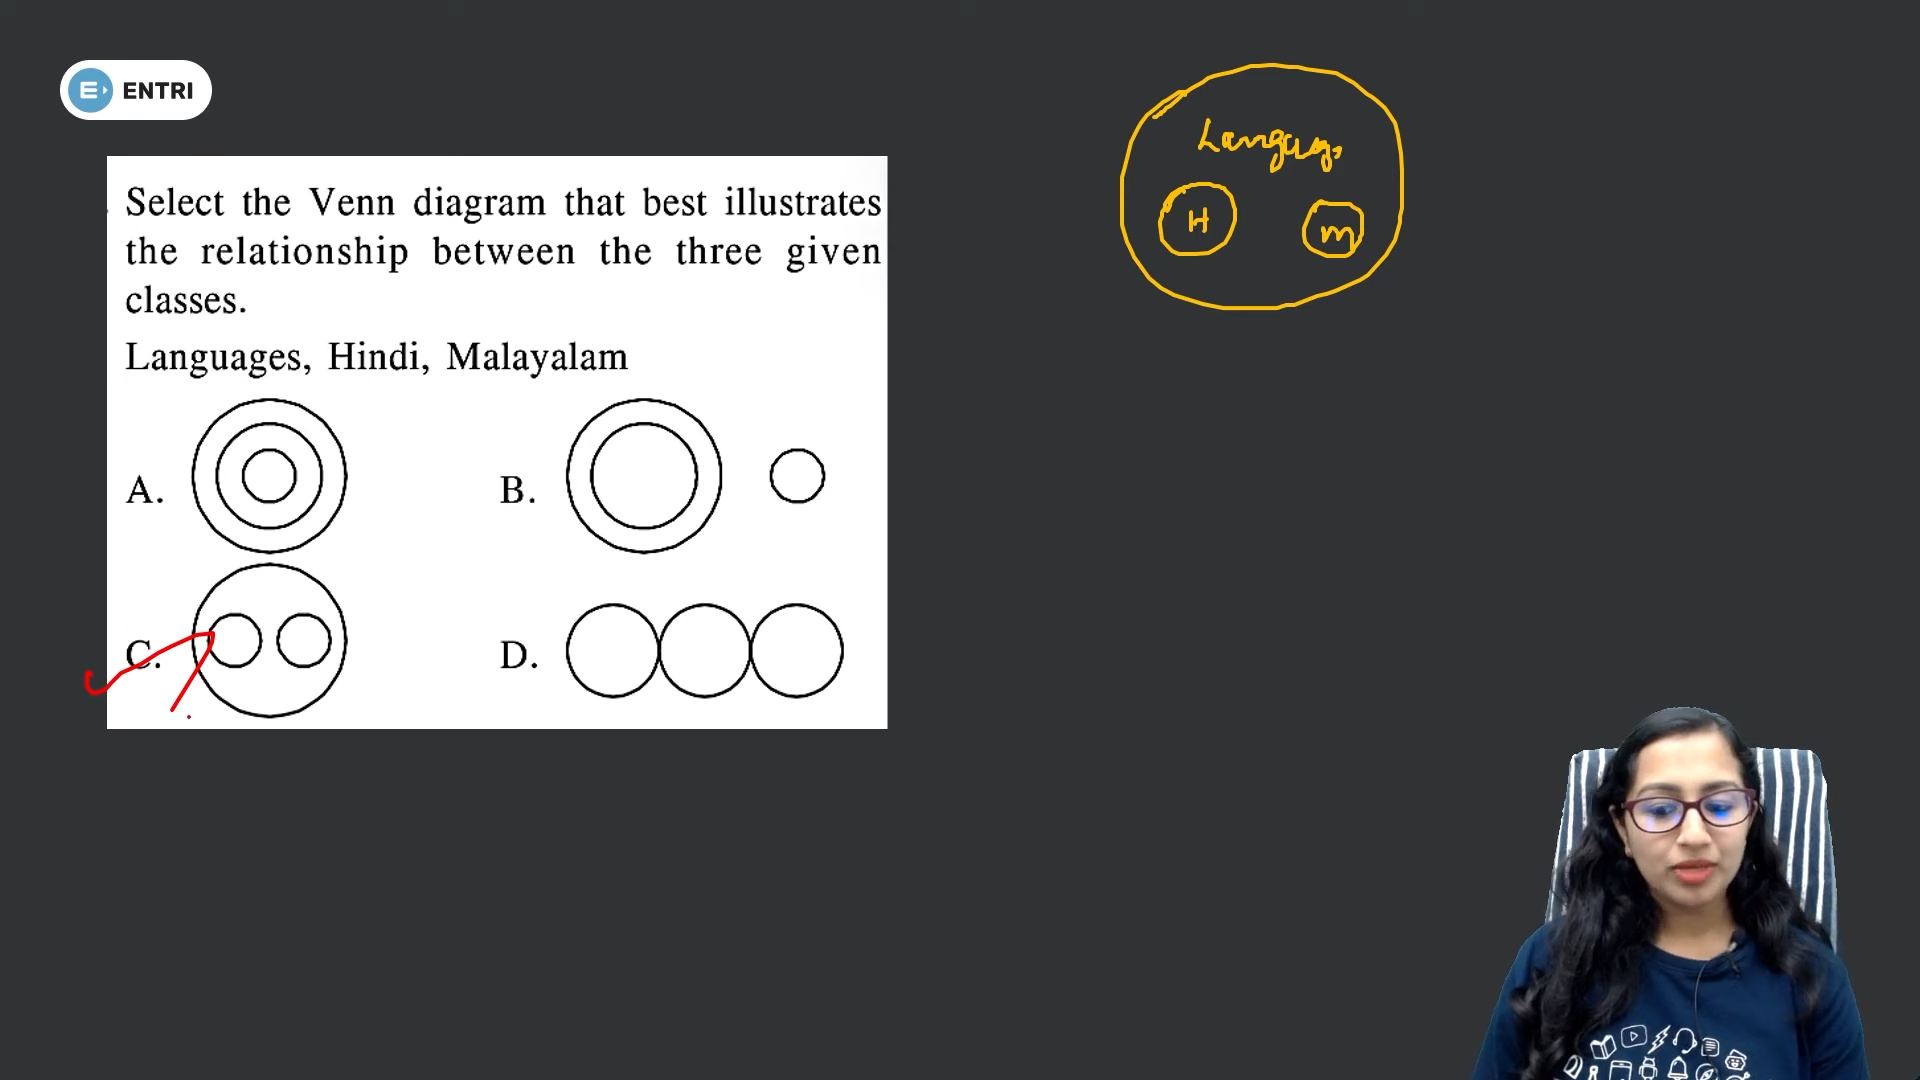 ENTRI
Select the Venn diagram that best illustrates
the relationship between the three given
classes.
Languages, Hindi, Malayalam
A.
B.
C.
D.
H
m